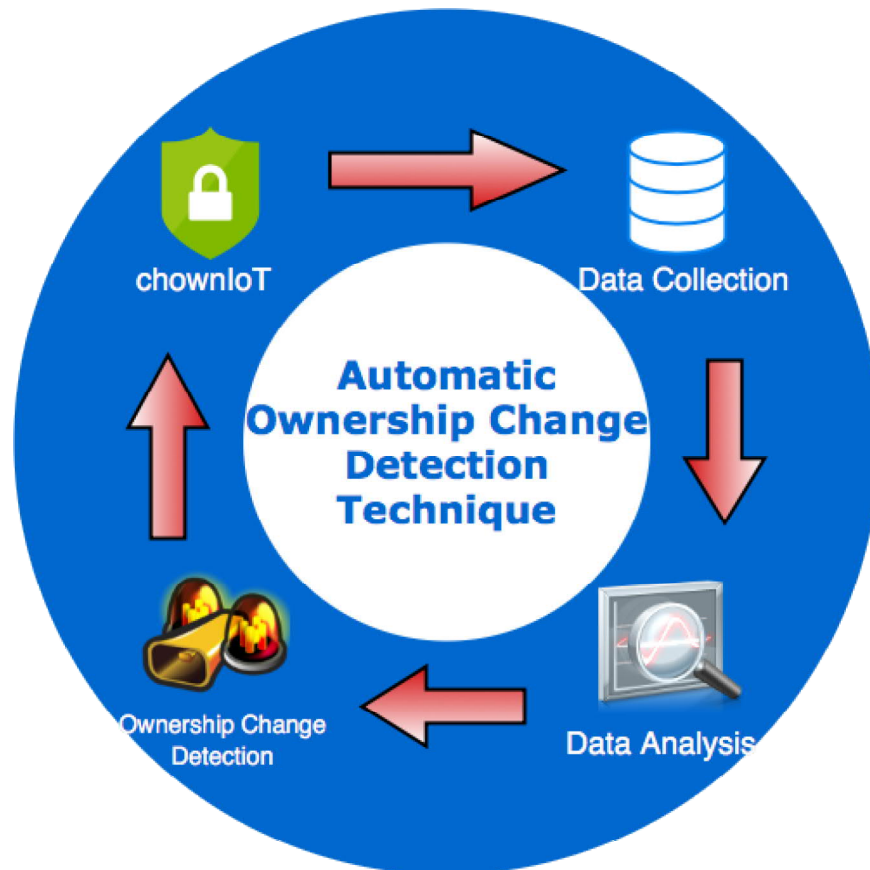 chownIoT
Data Collection
Automatic
Ownership Change
Detection
Technique
Ownership Change
Detection
Data Analysis